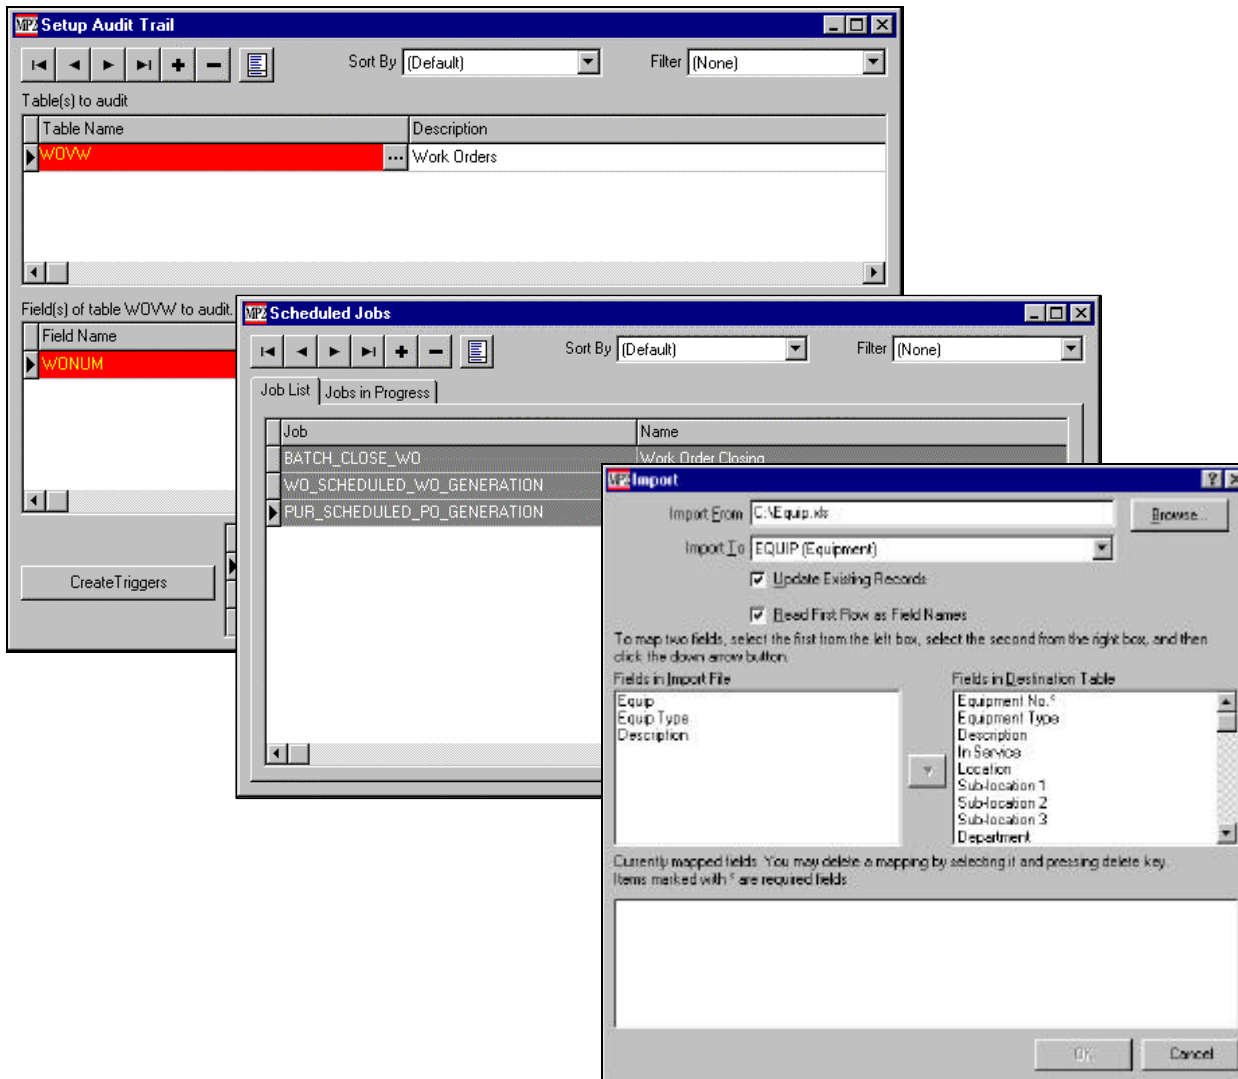 MP2 Setup Audit Trail
Sort By (Default) Filter (None)
Table(s) to audit
Table Name Description
WOVW ... Work Orders
Field(s) of table WOVW to audit.
Field Name
WONUM
CreateTriggers
MP2 Scheduled Jobs
Sort By (Default) Filter (None)
Job List Jobs in Progress
Job Name
BATCH_CLOSE_WO Work Order Closing
WO_SCHEDULED_WO_GENERATION
PUR_SCHEDULED_PO_GENERATION
MP2 Import
Import From C:\Equip.xls Browse...
Import To EQUIP (Equipment)
Update Existing Records
Read First Row as Field Names
To map two fields, select the first from the left box, select the second from the right box, and then
click the down arrow button.
Fields in Import File Fields in Destination Table
Equip Equipment No.*
Equip Type Equipment Type
Description Description
In Service
Location
Sub-location 1
Sub-location 2
Sub-location 3
Department
Currently mapped fields. You may delete a mapping by selecting it and pressing delete key.
Items marked with * are required fields
OK Cancel